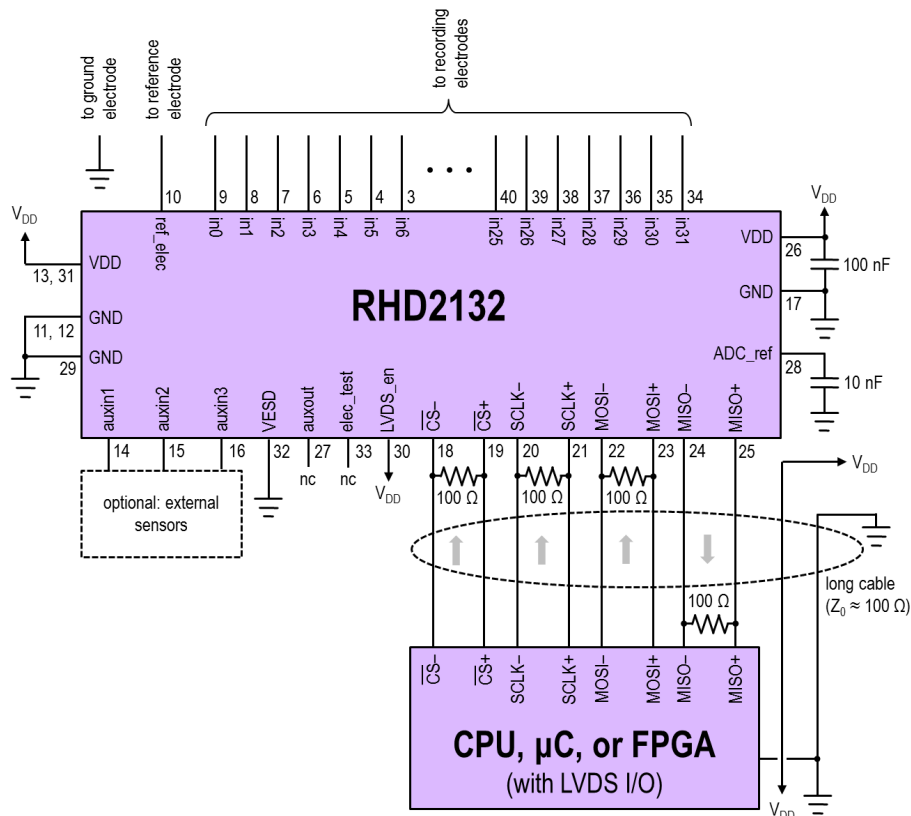 to ground
electrode
to reference
electrode
to recording
electrodes
10
9
8
7
6
5
4
3
• • •
40
39
38
37
36
35
34
ref_elec
in0
in1
in2
in3
in4
in5
in6
in25
in26
in27
in28
in29
in30
in31
VDD
VDD
13, 31
GND
11, 12
GND
29
RHD2132
VDD
VDD
26
100 nF
GND
17
ADC_ref
28
10 nF
auxin1
auxin2
auxin3
VESD
auxout
elec_test
LVDS_en
CS−
CS+
SCLK−
SCLK+
MOSI−
MOSI+
MISO−
MISO+
14
15
16
32
27
33
30
18
19
20
21
22
23
24
25
nc
nc
VDD
100 Ω
100 Ω
100 Ω
VDD
optional: external
sensors
long cable
(Z0 ≈ 100 Ω)
100 Ω
CS−
CS+
SCLK−
SCLK+
MOSI−
MOSI+
MISO−
MISO+
CPU, µC, or FPGA
(with LVDS I/O)
VDD